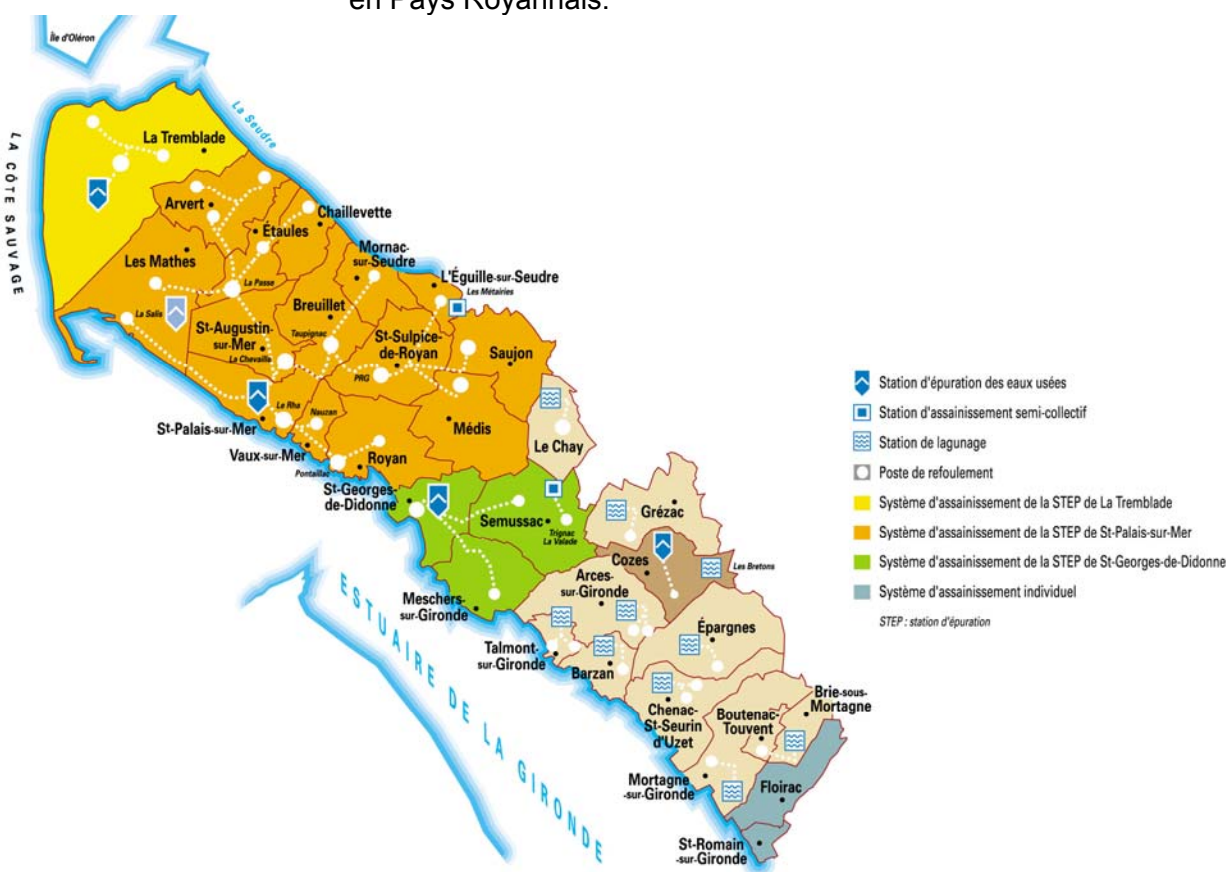 en Pays Royannais.
Île d'Oléron
La Seudre
LA CÔTE SAUVAGE
La Tremblade
Arvert
Étaules
Chaillevette
Les Mathes
Mornac-
sur-Seudre
L'Éguille-sur-Seudre
Les Métairies
La Passe
La Salis
Breuillet
St-Augustin-
sur-Mer
La Chevaille
Taupignac
St-Sulpice-
de-Royan
PRG
Saujon
Le Rha
Nauzan
St-Palais-sur-Mer
Vaux-sur-Mer
Pontaillac
Royan
Médis
Le Chay
St-Georges-
de-Didonne
Semussac
Trignac
La Valade
Grézac
Cozes
Les Bretons
Meschers-
sur-Gironde
Arces-
sur-Gironde
Talmont-
sur-Gironde
Barzan
Épargnes
Chenac-
St-Seurin
d'Uzet
Boutenac-
Touvent
Brie-sous-
Mortagne
Mortagne
-sur-Gironde
Floirac
St-Romain
-sur-Gironde
ESTUAIRE DE LA GIRONDE
Station d'épuration des eaux usées
Station d'assainissement semi-collectif
Station de lagunage
Poste de refoulement
Système d'assainissement de la STEP de La Tremblade
Système d'assainissement de la STEP de St-Palais-sur-Mer
Système d'assainissement de la STEP de St-Georges-de-Didonne
Système d'assainissement individuel
STEP : station d'épuration